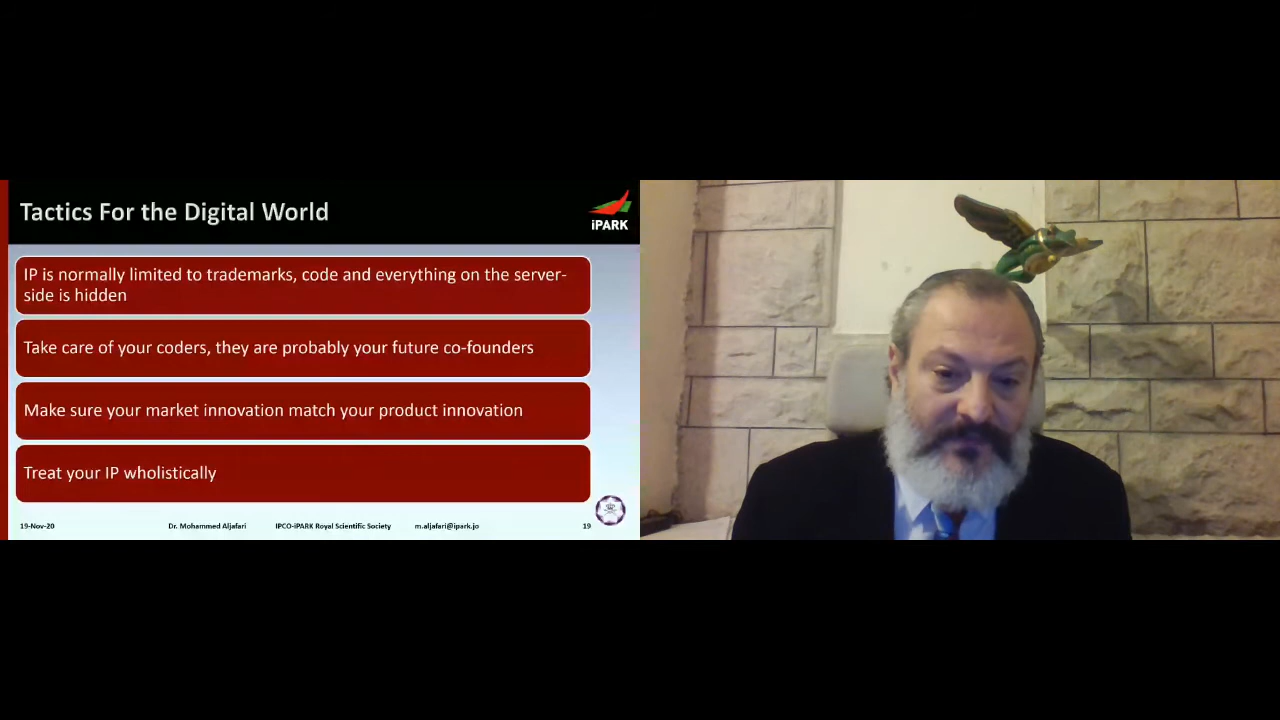 Tactics For the Digital World
iPARK
IP is normally limited to trademarks, code and everything on the server-
side is hidden
Take care of your coders, they are probably your future co-founders
Make sure your market innovation match your product innovation
Treat your IP wholistically
19-Nov-20 Dr. Mohammed Aljafari IPCO-iPARK Royal Scientific Society m.aljafari@ipark.jo 19